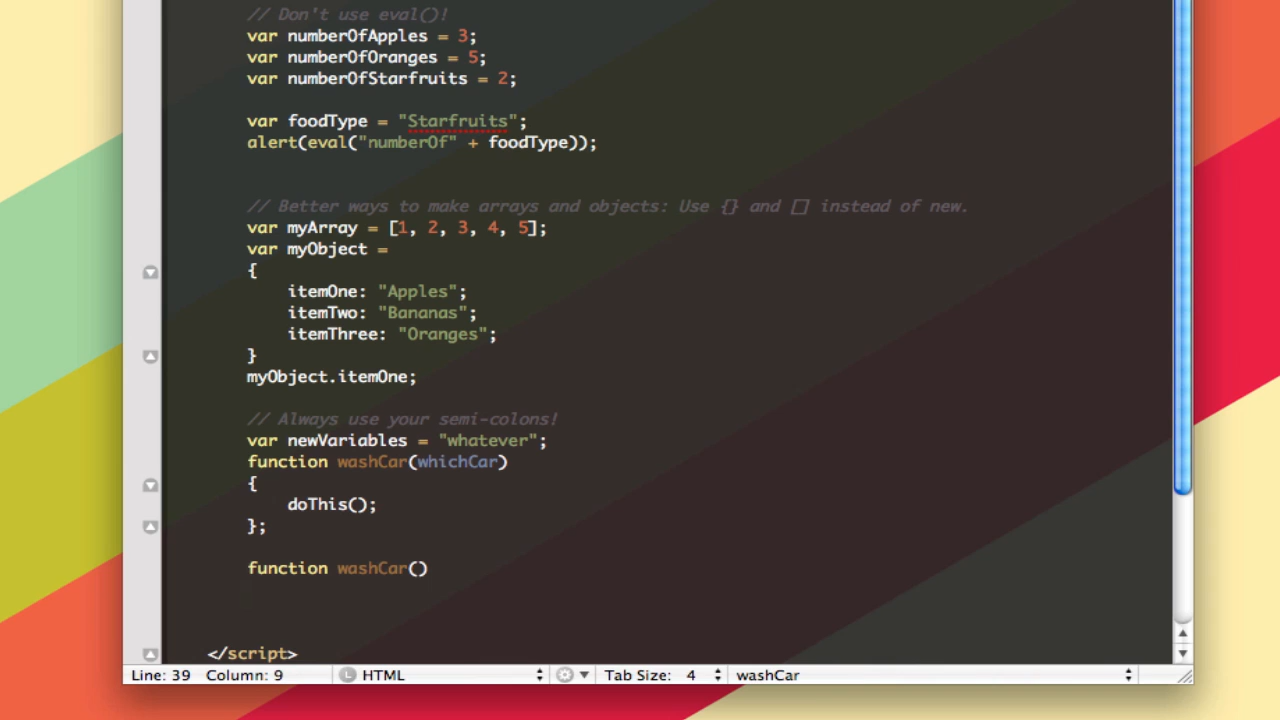 // Don't use eval()!
var numberOfApples = 3;
var numberOfOranges = 5;
var numberOfStarfruits = 2;
var foodType = "Starfruits";
alert(eval("numberOf" + foodType));
// Better ways to make arrays and objects: Use {} and [] instead of new.
var myArray = [1, 2, 3, 4, 5];
var myObject =
{
itemOne: "Apples";
itemTwo: "Bananas";
itemThree: "Oranges";
}
myObject.itemOne;
// Always use your semi-colons!
var newVariables = "whatever";
function washCar(whichCar)
{
doThis();
};
function washCar()
</script>
Line: 39 Column: 9 L HTML Tab Size: 4 washCar